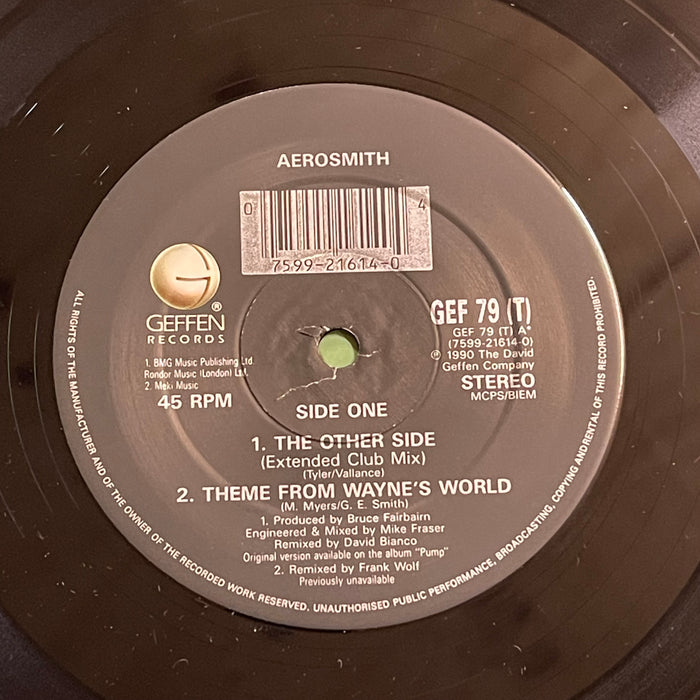 AEROSMITH
0 4
7599-21614-0
G
®
GEFFEN
RECORDS
GEF 79 (T)
GEF 79 (T) A*
(7599-21614-0)
℗ 1990 The David
Geffen Company
STEREO
MCPS/BIEM
1. BMG Music Publishing Ltd.
Rondor Music (London) Ltd.
2. Meki Music
45 RPM
SIDE ONE
1. THE OTHER SIDE
(Extended Club Mix)
(Tyler/Vallance)
2. THEME FROM WAYNE'S WORLD
(M. Myers/G. E. Smith)
1. Produced by Bruce Fairbairn
Engineered & Mixed by Mike Fraser
Remixed by David Bianco
Original version available on the album "Pump"
2. Remixed by Frank Wolf
Previously unavailable
ALL RIGHTS OF THE MANUFACTURER AND OF THE OWNER OF THE RECORDED WORK RESERVED. UNAUTHORISED PUBLIC PERFORMANCE, BROADCASTING, COPYING ANDRENTAL OF THIS RECORD PROHIBITED.